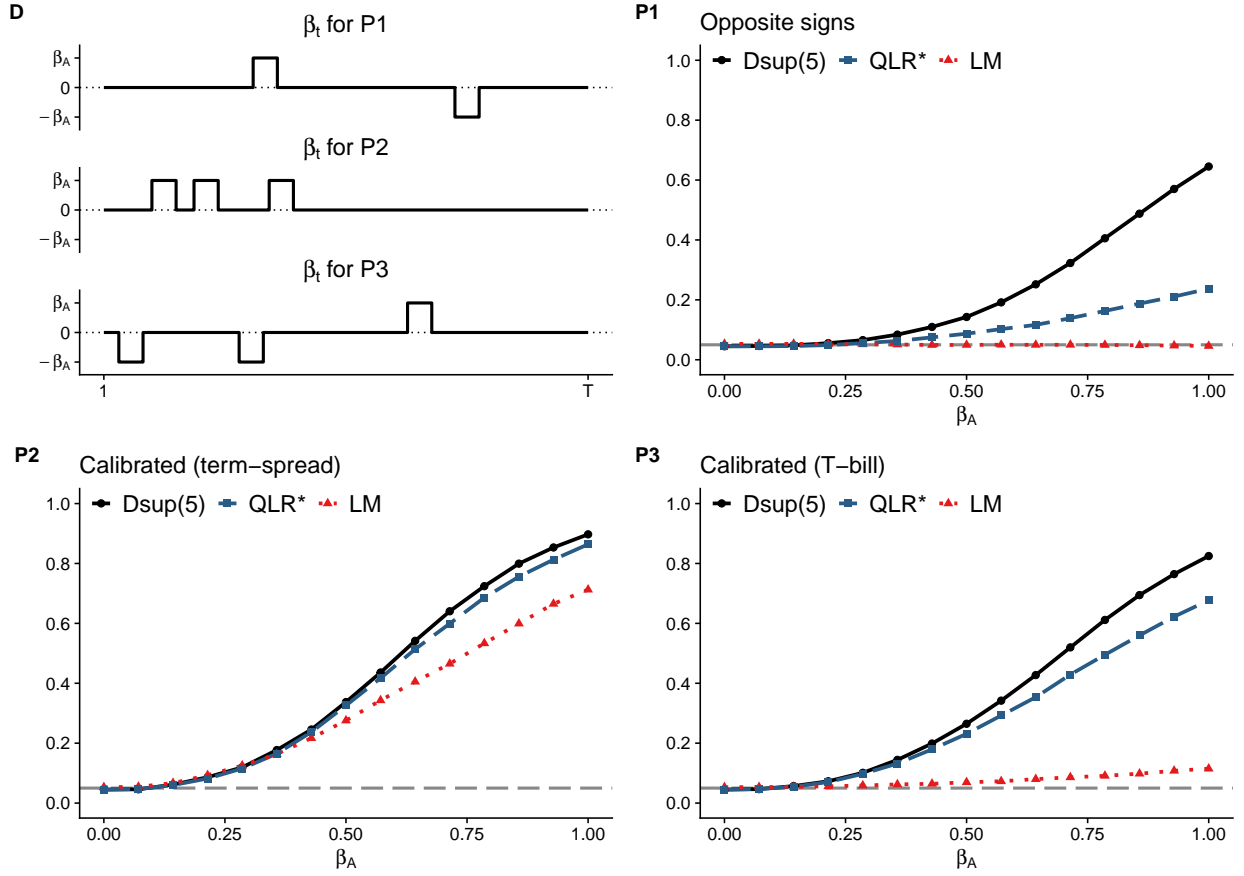 D
βt for P1
βA
0
−βA
βt for P2
βA
0
−βA
βt for P3
βA
0
−βA
1 T
P1 Opposite signs
Dsup(5) QLR* LM
1.0
0.8
0.6
0.4
0.2
0.0
0.00 0.25 0.50 0.75 1.00
βA
P2 Calibrated (term−spread)
Dsup(5) QLR* LM
1.0
0.8
0.6
0.4
0.2
0.0
0.00 0.25 0.50 0.75 1.00
βA
P3 Calibrated (T−bill)
Dsup(5) QLR* LM
1.0
0.8
0.6
0.4
0.2
0.0
0.00 0.25 0.50 0.75 1.00
βA